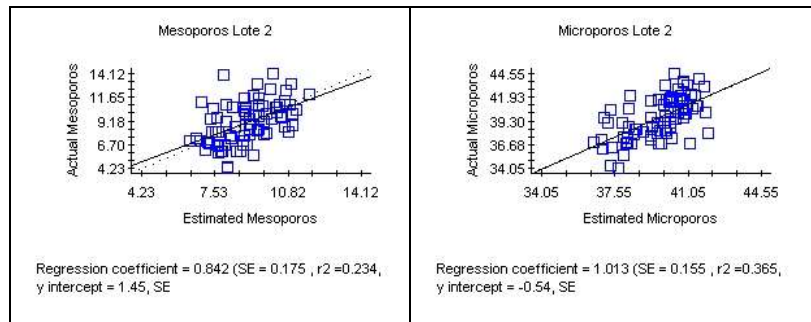 Mesoporos Lote 2
Actual Mesoporos
14.12
11.65
9.18
6.70
4.23
4.23 7.53 10.82 14.12
Estimated Mesoporos
Regression coefficient = 0.842 (SE = 0.175 , r2 =0.234,
y intercept = 1.45, SE
Microporos Lote 2
Actual Microporos
44.55
41.93
39.30
36.68
34.05
34.05 37.55 41.05 44.55
Estimated Microporos
Regression coefficient = 1.013 (SE = 0.155 , r2 =0.365,
y intercept = -0.54, SE